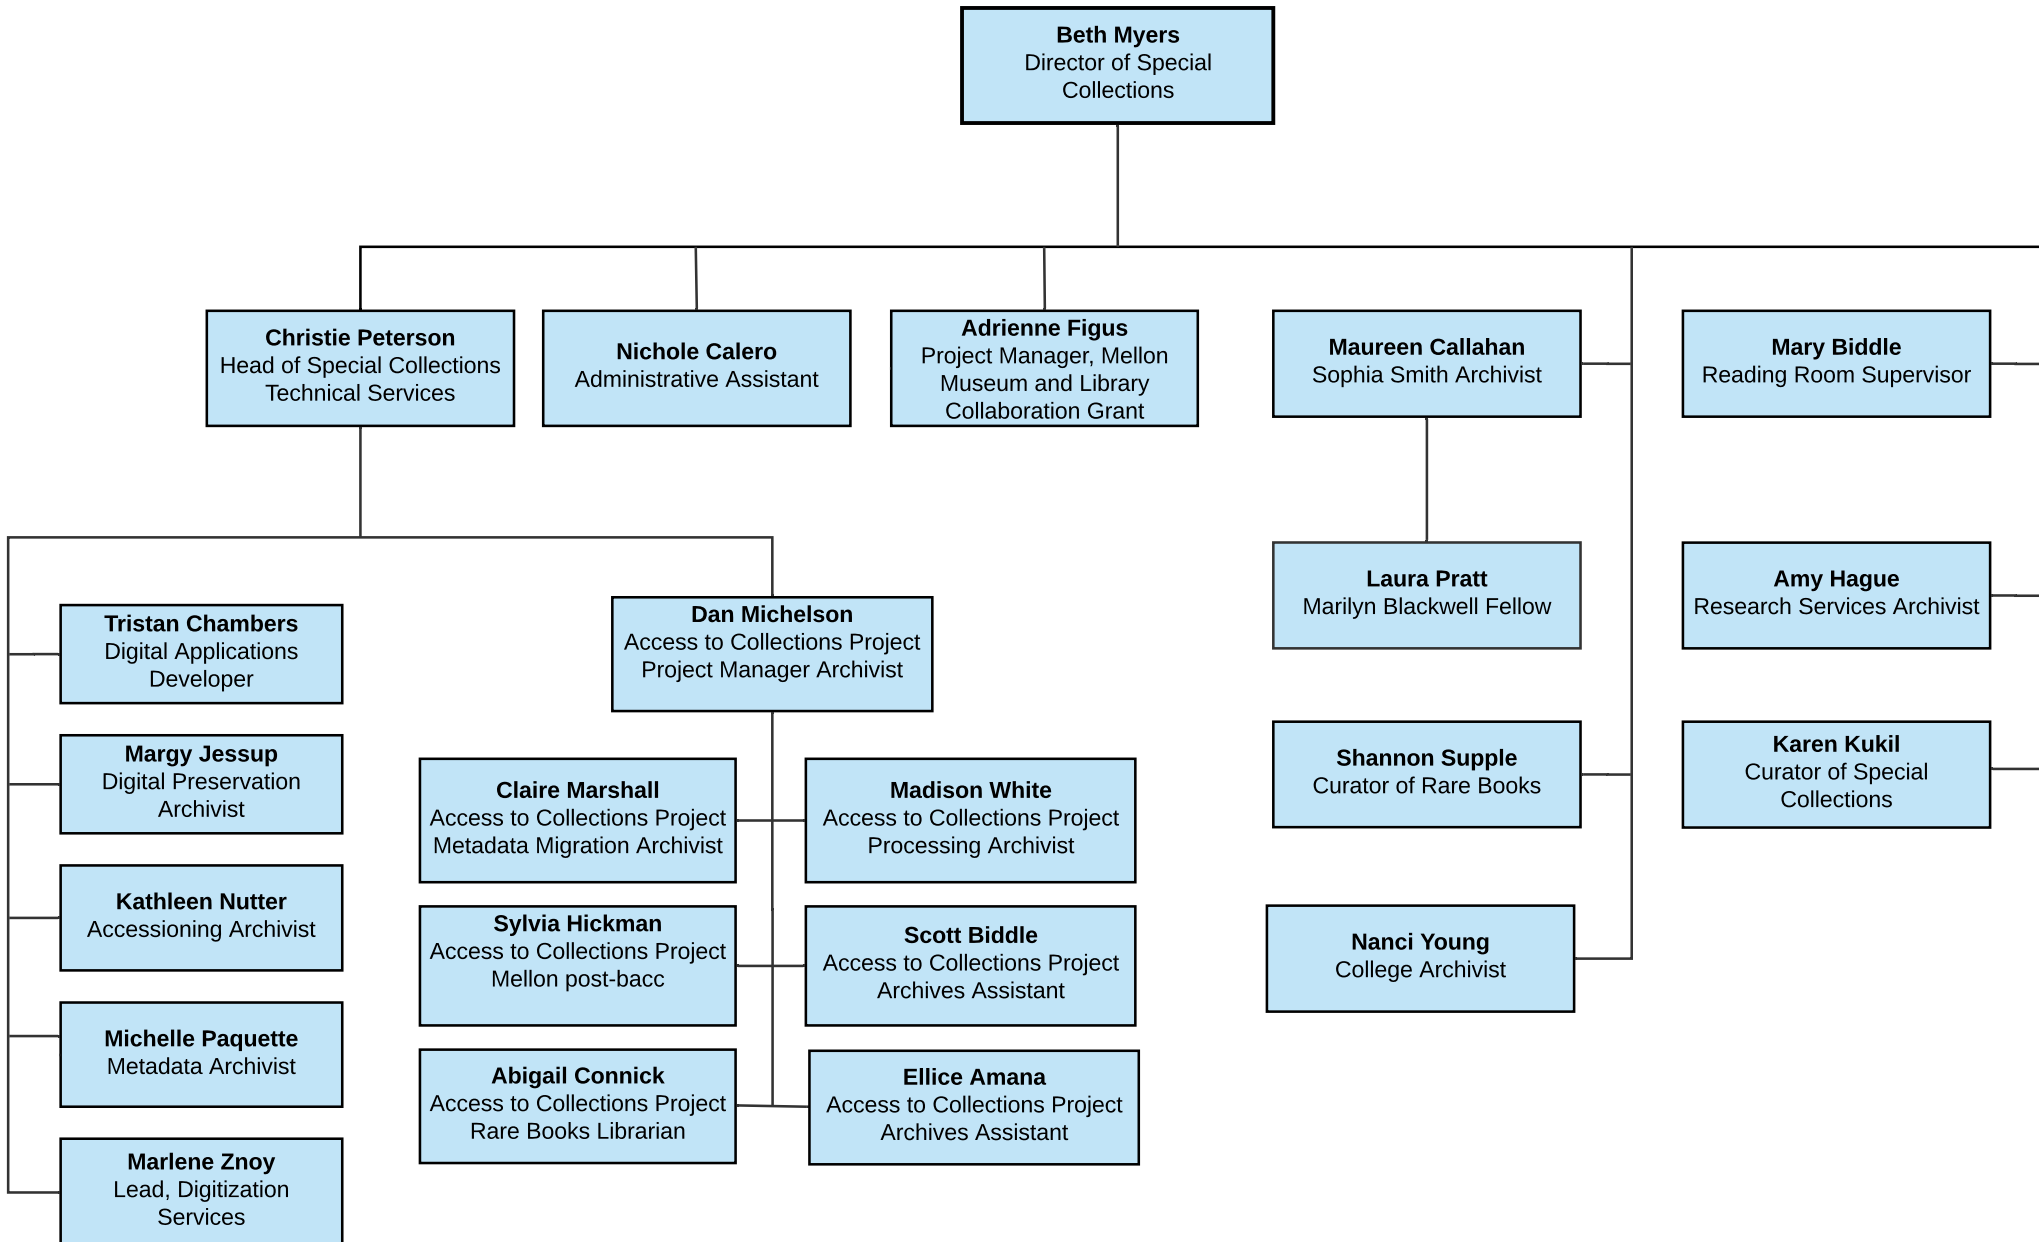 Beth Myers
Director of Special
Collections
Christie Peterson
Head of Special Collections
Technical Services
Nichole Calero
Administrative Assistant
Adrienne Figus
Project Manager, Mellon
Museum and Library
Collaboration Grant
Maureen Callahan
Sophia Smith Archivist
Mary Biddle
Reading Room Supervisor
Laura Pratt
Marilyn Blackwell Fellow
Amy Hague
Research Services Archivist
Tristan Chambers
Digital Applications
Developer
Dan Michelson
Access to Collections Project
Project Manager Archivist
Margy Jessup
Digital Preservation
Archivist
Claire Marshall
Access to Collections Project
Metadata Migration Archivist
Madison White
Access to Collections Project
Processing Archivist
Shannon Supple
Curator of Rare Books
Karen Kukil
Curator of Special
Collections
Kathleen Nutter
Accessioning Archivist
Sylvia Hickman
Access to Collections Project
Mellon post-bacc
Scott Biddle
Access to Collections Project
Archives Assistant
Nanci Young
College Archivist
Michelle Paquette
Metadata Archivist
Abigail Connick
Access to Collections Project
Rare Books Librarian
Ellice Amana
Access to Collections Project
Archives Assistant
Marlene Znoy
Lead, Digitization
Services